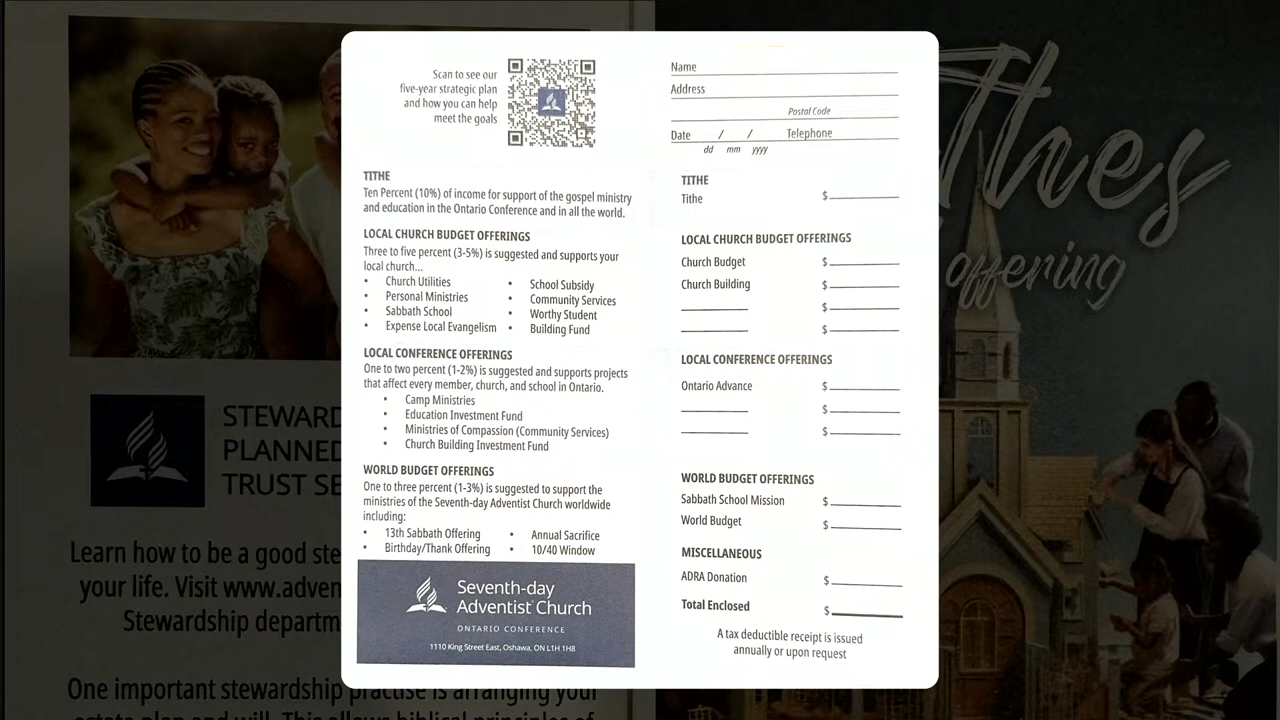 Scan to see our
five-year strategic plan
and how you can help
meet the goals
TITHE
Ten Percent (10%) of income for support of the gospel ministry
and education in the Ontario Conference and in all the world.
LOCAL CHURCH BUDGET OFFERINGS
Three to five percent (3-5%) is suggested and supports your
local church...
• Church Utilities
• Personal Ministries
• Sabbath School
• Expense Local Evangelism
• School Subsidy
• Community Services
• Worthy Student
• Building Fund
LOCAL CONFERENCE OFFERINGS
One to two percent (1-2%) is suggested and supports projects
that affect every member, church, and school in Ontario.
• Camp Ministries
• Education Investment Fund
• Ministries of Compassion (Community Services)
• Church Building Investment Fund
WORLD BUDGET OFFERINGS
One to three percent (1-3%) is suggested to support the
ministries of the Seventh-day Adventist Church worldwide
including:
• 13th Sabbath Offering
• Birthday/Thank Offering
• Annual Sacrifice
• 10/40 Window
Seventh-day
Adventist Church
ONTARIO CONFERENCE
1110 King Street East, Oshawa, ON L1H 1H8
Name
Address
Postal Code
Date / / Telephone
dd mm yyyy
TITHE
Tithe $
LOCAL CHURCH BUDGET OFFERINGS
Church Budget $
Church Building $
$
$
LOCAL CONFERENCE OFFERINGS
Ontario Advance $
$
$
WORLD BUDGET OFFERINGS
Sabbath School Mission $
World Budget $
MISCELLANEOUS
ADRA Donation $
Total Enclosed $
A tax deductible receipt is issued
annually or upon request
PLANNED
Learn how to be a good
your life. Visit
Stewardship
One important stewardship practise is arranging your
thes
offering